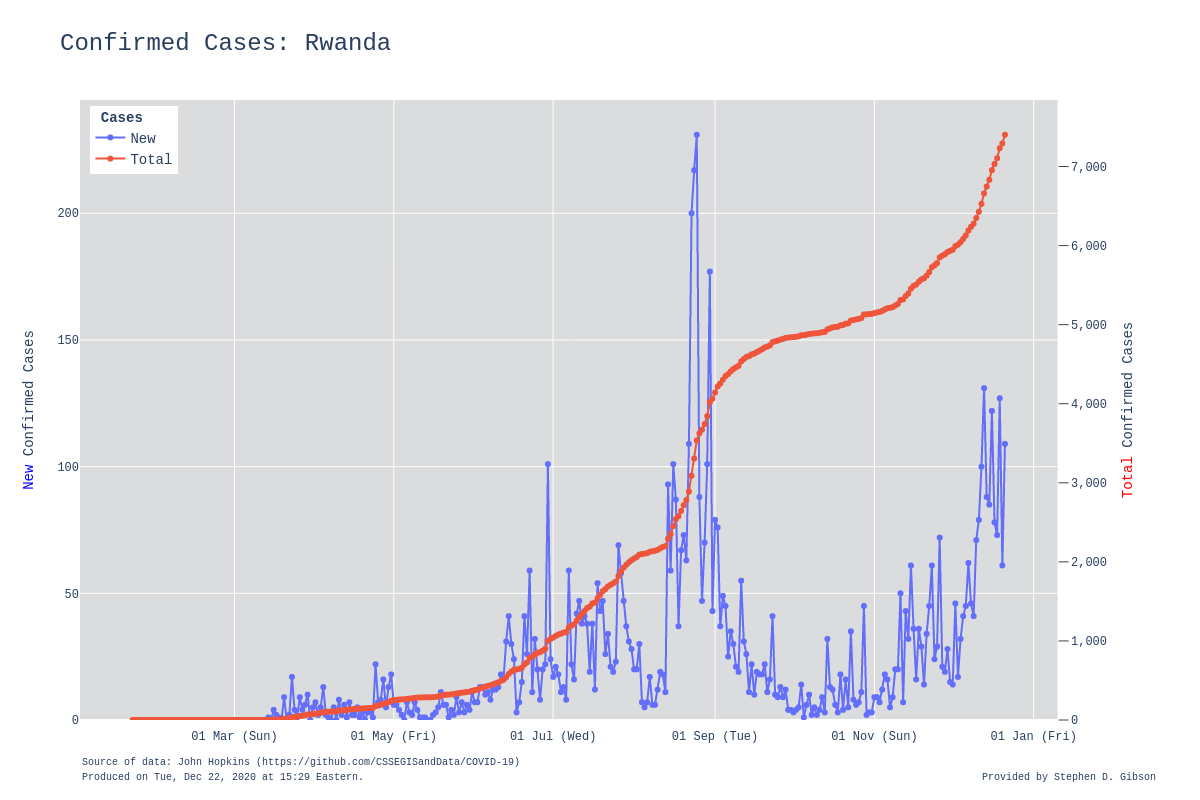 Confirmed Cases: Rwanda
Cases
New
Total
200
150
100
50
0
7,000
6,000
5,000
4,000
3,000
2,000
1,000
0
New Confirmed Cases
Total Confirmed Cases
01 Mar (Sun)
01 May (Fri)
01 Jul (Wed)
01 Sep (Tue)
01 Nov (Sun)
01 Jan (Fri)
Source of data: John Hopkins (https://github.com/CSSEGISandData/COVID-19)
Produced on Tue, Dec 22, 2020 at 15:29 Eastern.
Provided by Stephen D. Gibson